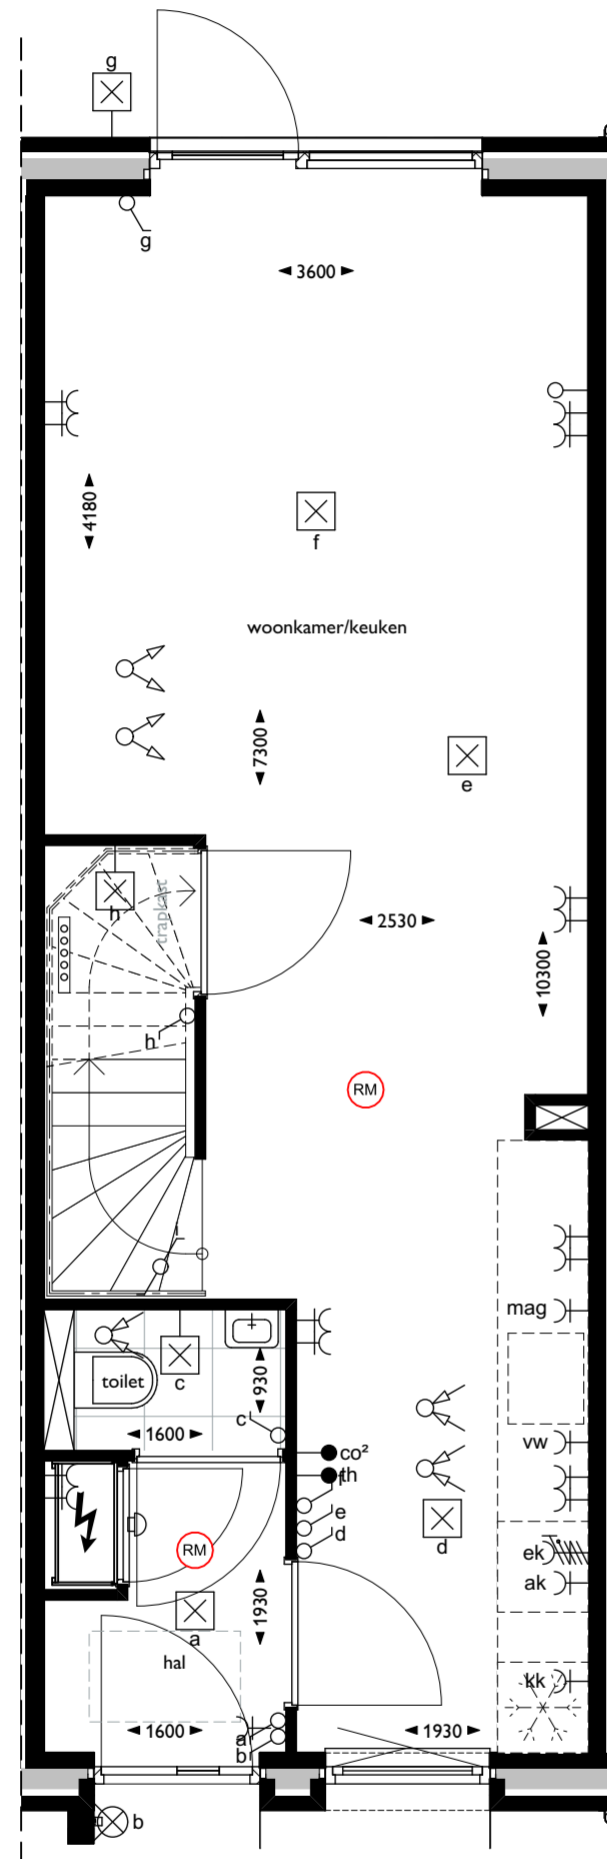 g
g
3600
4180
f
woonkamer/keuken
7300
e
h
trapkast
2530
10300
h
RM
mag
toilet
c
930
1600
c
vw
co²
th
f
e
d
d
RM
ek
ak
a
1930
hal
kk
1600
a
b
1930
b